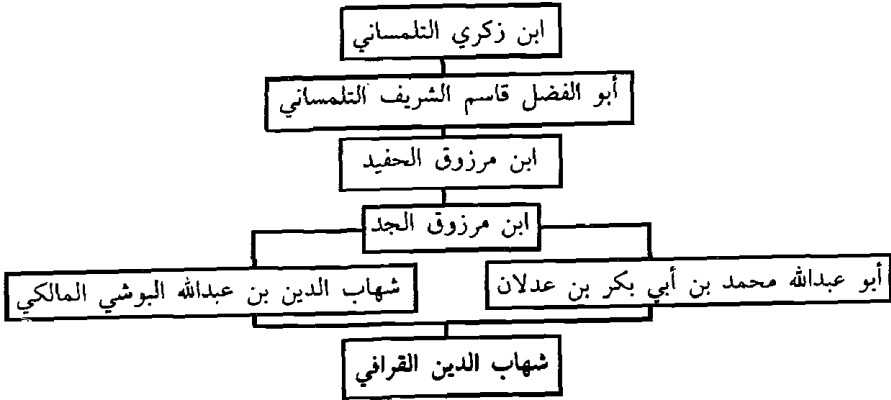 ابن زكري التلمساني
أبو الفضل قاسم الشريف التلمساني
ابن مرزوق الحفيد
ابن مرزوق الجد
أبو عبدالله محمد بن أبي بكر بن عدلان
شهاب الدين بن عبدالله البوشي المالكي
شهاب الدين القرافي